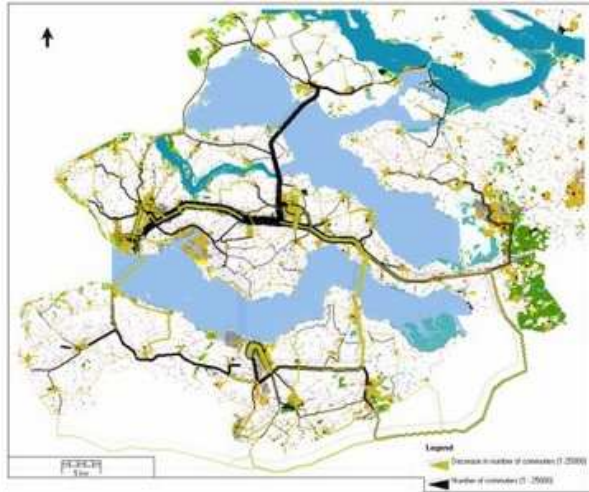 Legend
Decrease in number of commuters (1-25000)
Number of commuters (1 - 25000)